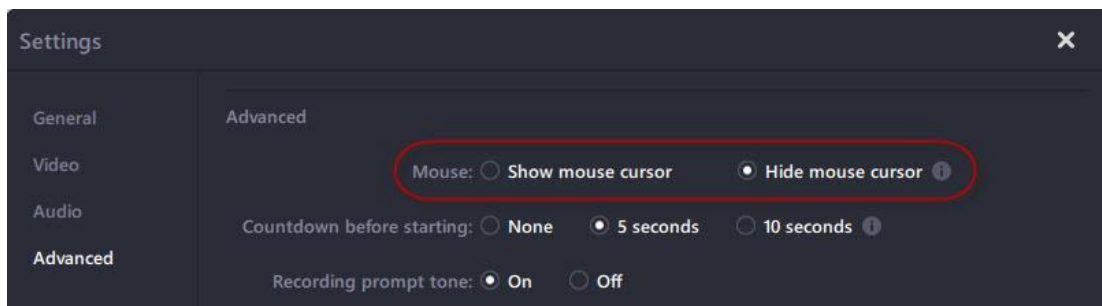 Settings
General
Video
Audio
Advanced
Advanced
Mouse: Show mouse cursor Hide mouse cursor
Countdown before starting: None 5 seconds 10 seconds
Recording prompt tone: On Off